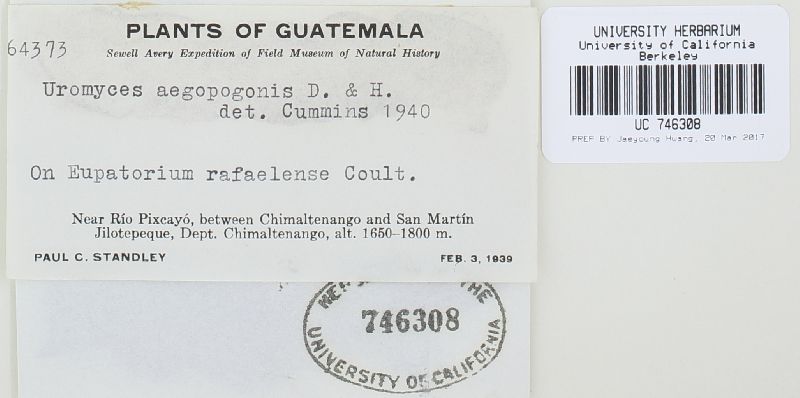 PLANTS OF GUATEMALA
64373
Sewell Avery Expedition of Field Museum of Natural History
Uromyces aegopogonis D. & H.
det. Cummins 1940
On Eupatorium rafaelense Coult.
Near Río Pixcayó, between Chimaltenango and San Martín
Jilotepeque, Dept. Chimaltenango, alt. 1650–1800 m.
PAUL C. STANDLEY FEB. 3, 1939
UNIVERSITY HERBARIUM
University of California
Berkeley
UC 746308
PREP BY Jaeyoung Huang, 20 Mar 2017
THE
746308
UNIVERSITY OF CALIFORNIA